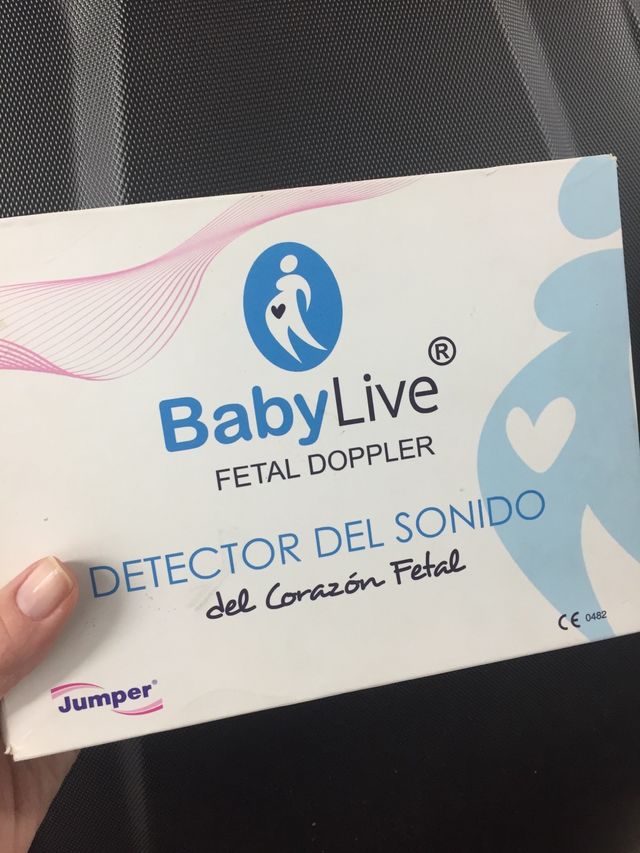 BabyLive®
FETAL DOPPLER
DETECTOR DEL SONIDO
del Corazón Fetal
CE 0482
Jumper®